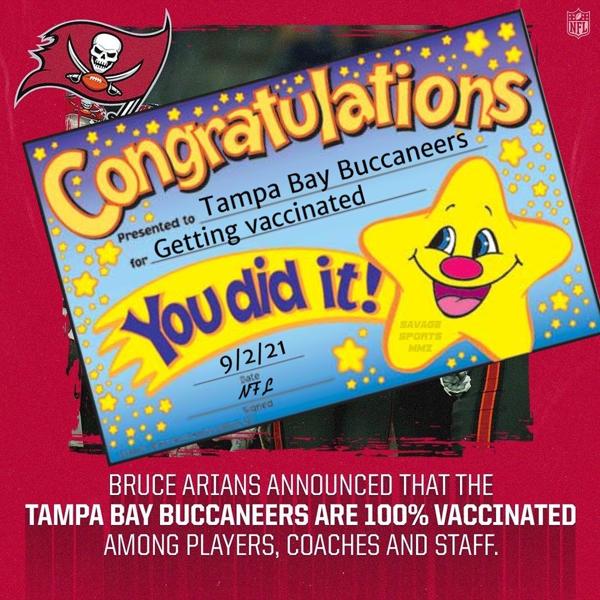 NFL
Congratulations
Presented to Tampa Bay Buccaneers
for Getting vaccinated
You did it!
SAVAGE
SPORTS
MMZ
9/2/21
Date
NFL
Signed
BRUCE ARIANS ANNOUNCED THAT THE
TAMPA BAY BUCCANEERS ARE 100% VACCINATED
AMONG PLAYERS, COACHES AND STAFF.